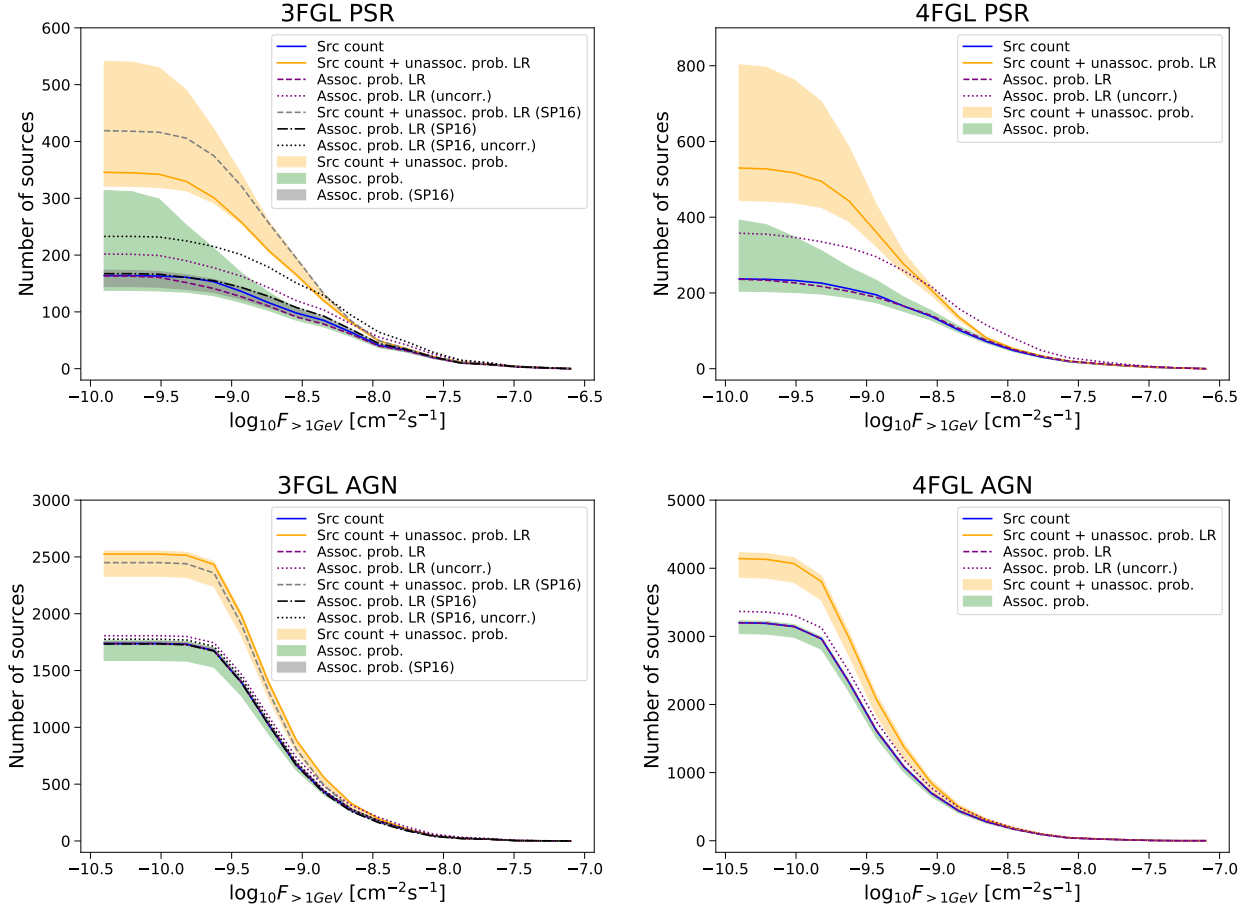 3FGL PSR
Number of sources
600
500
400
300
200
100
0
Src count
Src count + unassoc. prob. LR
Assoc. prob. LR
Assoc. prob. LR (uncorr.)
Src count + unassoc. prob. LR (SP16)
Assoc. prob. LR (SP16)
Assoc. prob. LR (SP16, uncorr.)
Src count + unassoc. prob.
Assoc. prob.
Assoc. prob. (SP16)
−10.0 −9.5 −9.0 −8.5 −8.0 −7.5 −7.0 −6.5
log₁₀F>1GeV [cm⁻²s⁻¹]
4FGL PSR
Number of sources
800
600
400
200
0
Src count
Src count + unassoc. prob. LR
Assoc. prob. LR
Assoc. prob. LR (uncorr.)
Src count + unassoc. prob.
Assoc. prob.
−10.0 −9.5 −9.0 −8.5 −8.0 −7.5 −7.0 −6.5
log₁₀F>1GeV [cm⁻²s⁻¹]
3FGL AGN
Number of sources
3000
2500
2000
1500
1000
500
0
Src count
Src count + unassoc. prob. LR
Assoc. prob. LR
Assoc. prob. LR (uncorr.)
Src count + unassoc. prob. LR (SP16)
Assoc. prob. LR (SP16)
Assoc. prob. LR (SP16, uncorr.)
Src count + unassoc. prob.
Assoc. prob.
Assoc. prob. (SP16)
−10.5 −10.0 −9.5 −9.0 −8.5 −8.0 −7.5 −7.0
log₁₀F>1GeV [cm⁻²s⁻¹]
4FGL AGN
Number of sources
5000
4000
3000
2000
1000
0
Src count
Src count + unassoc. prob. LR
Assoc. prob. LR
Assoc. prob. LR (uncorr.)
Src count + unassoc. prob.
Assoc. prob.
−10.5 −10.0 −9.5 −9.0 −8.5 −8.0 −7.5 −7.0
log₁₀F>1GeV [cm⁻²s⁻¹]